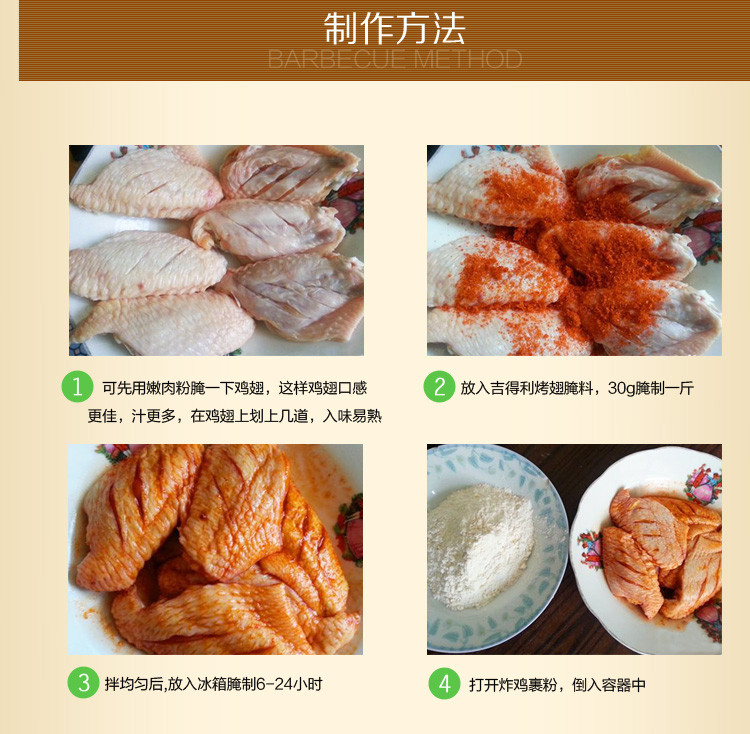 制作方法
BARBECUE METHOD
1 可先用嫩肉粉腌一下鸡翅，这样鸡翅口感
更佳，汁更多，在鸡翅上划上几道，入味易熟
2 放入吉得利烤翅腌料，30g腌制一斤
3 拌均匀后,放入冰箱腌制6-24小时
4 打开炸鸡裹粉，倒入容器中